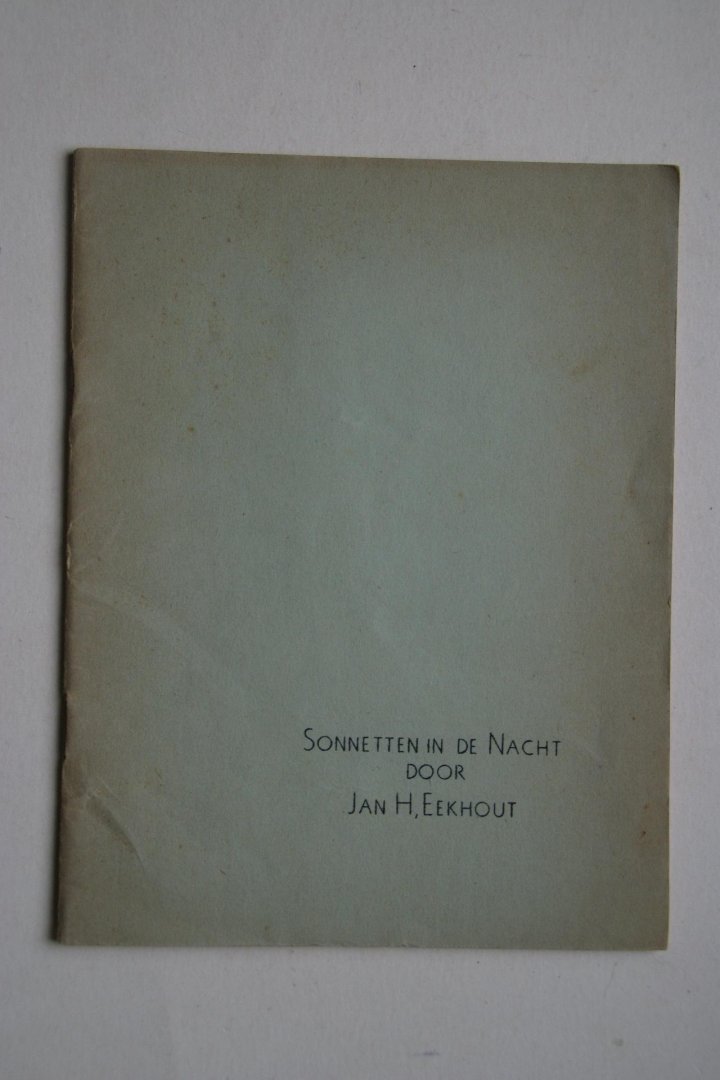 Sonnetten in de Nacht
door
Jan H, Eekhout